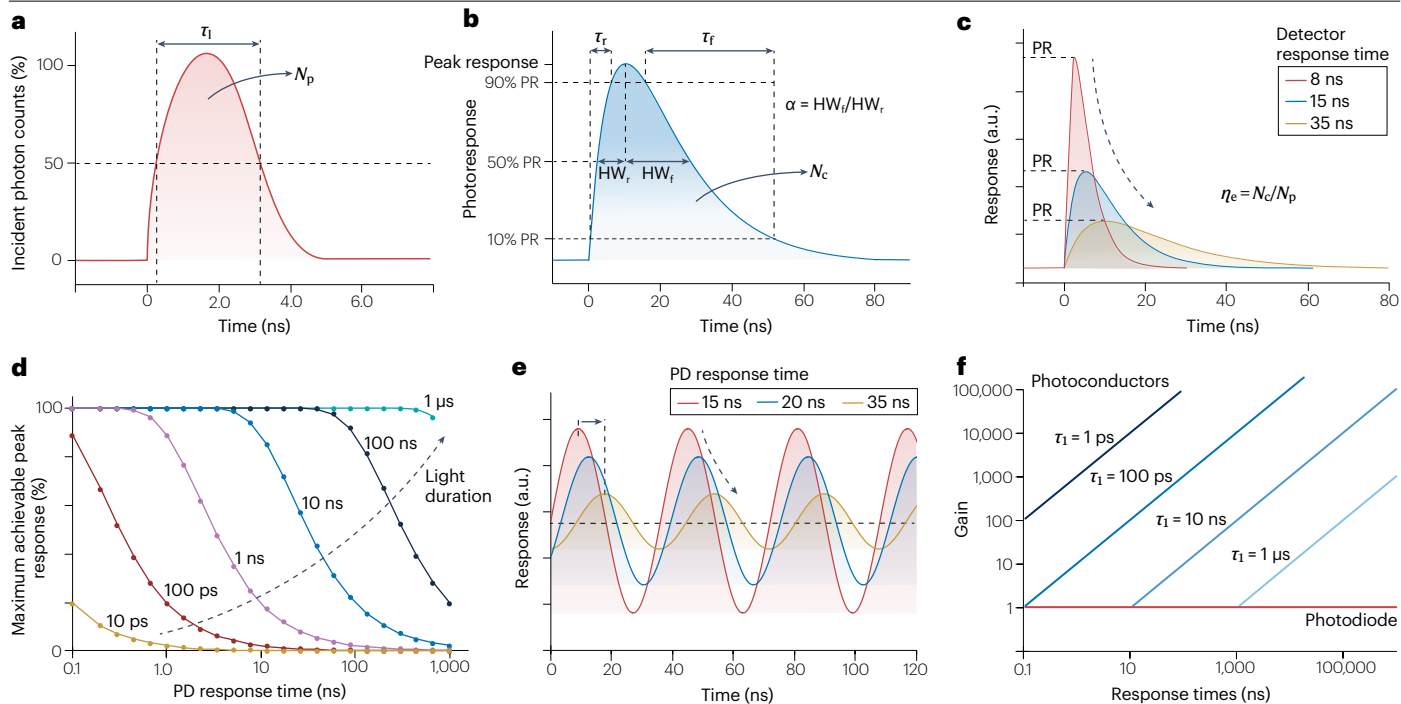 a
Incident photon counts (%)
100
50
0
τl
Np
0
2.0
4.0
6.0
Time (ns)
b
Photoresponse
Peak response
90% PR
50% PR
10% PR
τr
τf
α = HWf/HWr
HWr
HWf
Nc
0
20
40
60
80
Time (ns)
c
Response (a.u.)
PR
PR
PR
Detector
response time
8 ns
15 ns
35 ns
ηe = Nc/Np
0
20
40
60
80
Time (ns)
d
Maximum achievable peak
response (%)
100
0
1 µs
100 ns
Light
duration
10 ns
1 ns
100 ps
10 ps
0.1
1.0
10
100
1,000
PD response time (ns)
e
PD response time
15 ns
20 ns
35 ns
Response (a.u.)
0
20
40
60
80
100
120
Time (ns)
f
Gain
100,000
10,000
1,000
100
10
1
Photoconductors
τ1 = 1 ps
τ1 = 100 ps
τ1 = 10 ns
τ1 = 1 µs
Photodiode
0.1
10
1,000
100,000
Response times (ns)